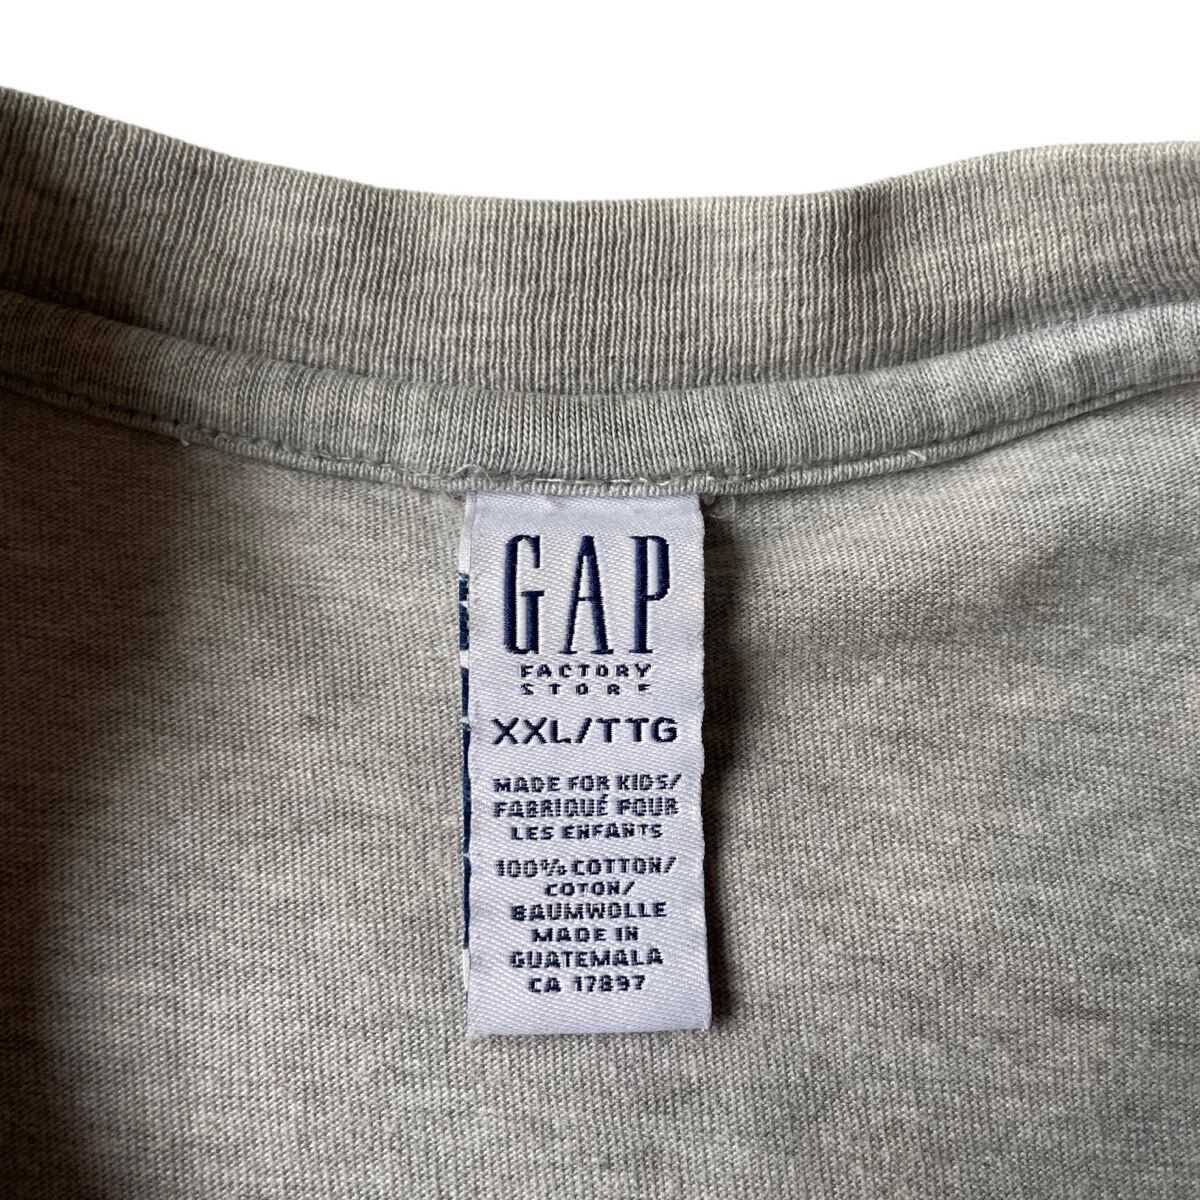 GAP
FACTORY
STORE
XXL/TTG
MADE FOR KIDS/
FABRIQUÉ POUR
LES ENFANTS
100% COTTON/
COTON/
BAUMWOLLE
MADE IN
GUATEMALA
CA 17897